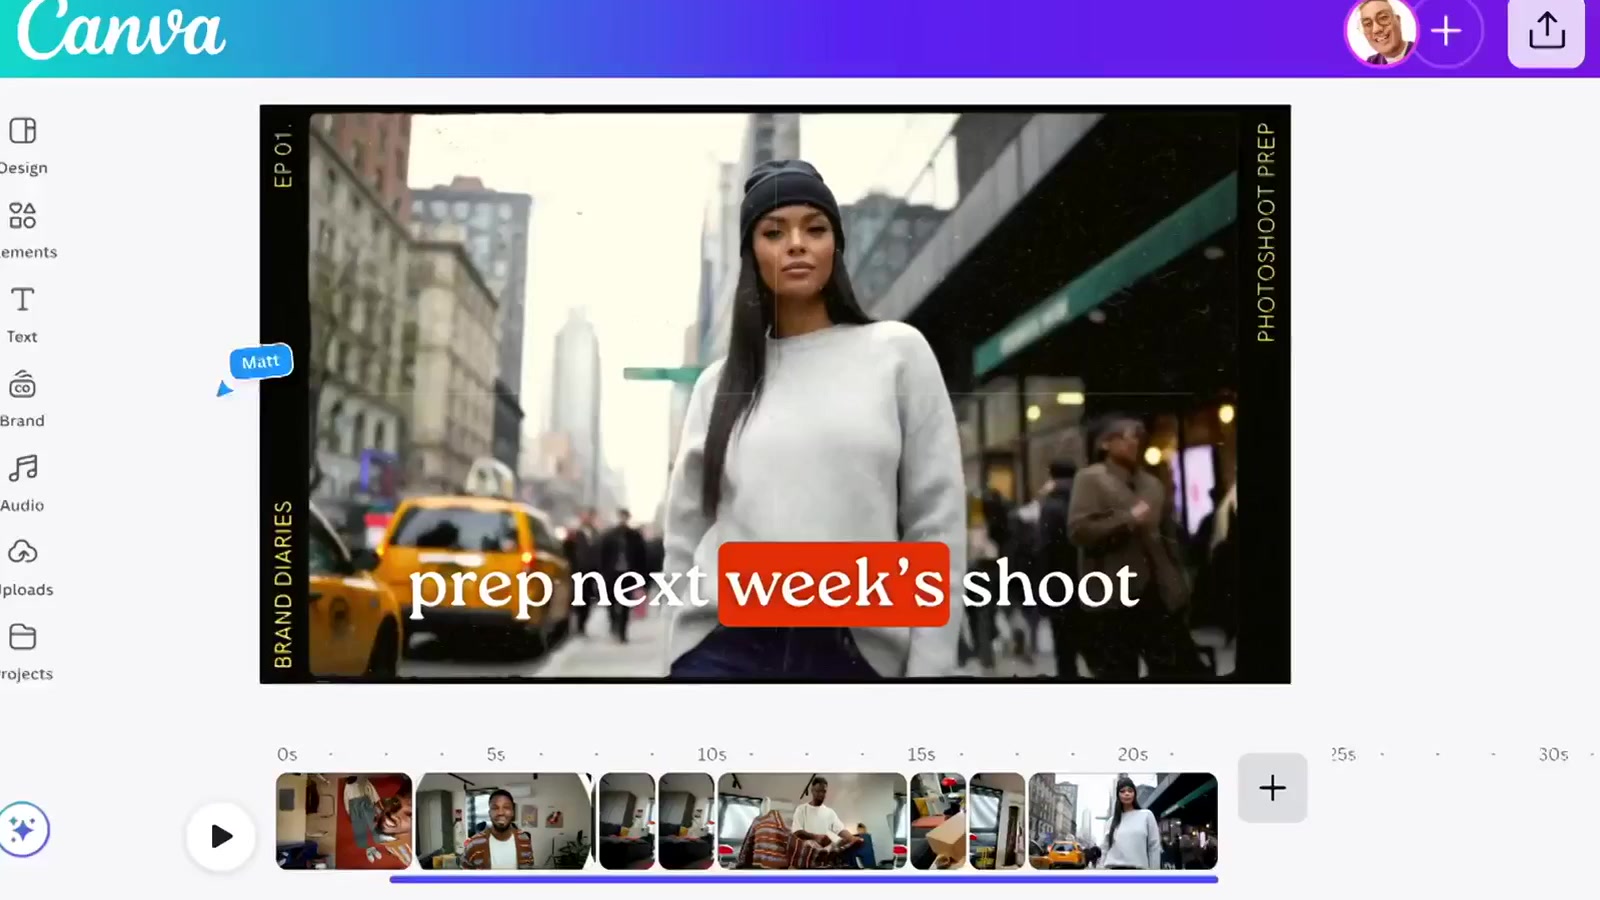 Canva
Design
ements
Text
Brand
Audio
ploads
rojects
Matt
EP 01.
BRAND DIARIES
PHOTOSHOOT PREP
prep next week's shoot
0s 5s 10s 15s 20s 25s 30s